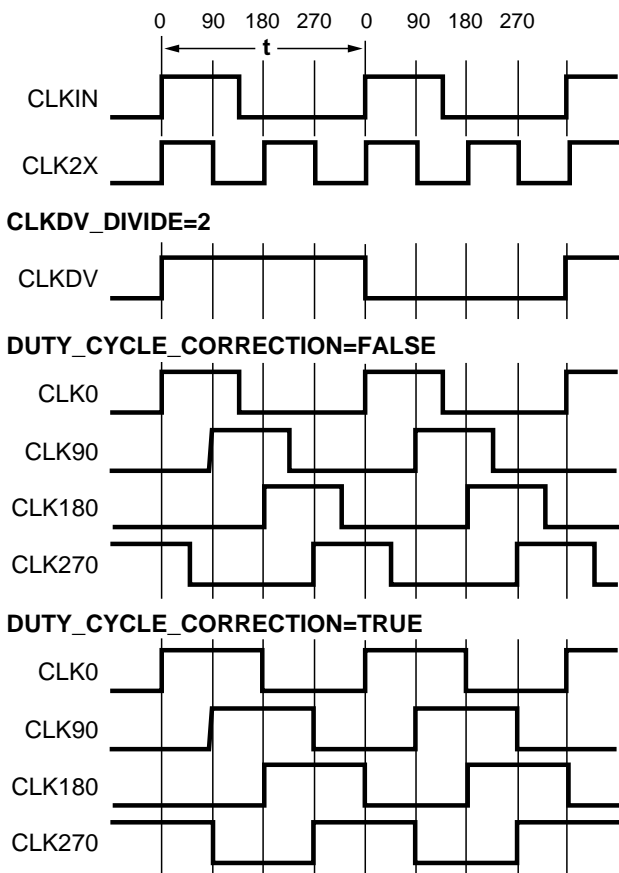 0 90 180 270 0 90 180 270
t
CLKIN
CLK2X
CLKDV_DIVIDE=2
CLKDV
DUTY_CYCLE_CORRECTION=FALSE
CLK0
CLK90
CLK180
CLK270
DUTY_CYCLE_CORRECTION=TRUE
CLK0
CLK90
CLK180
CLK270